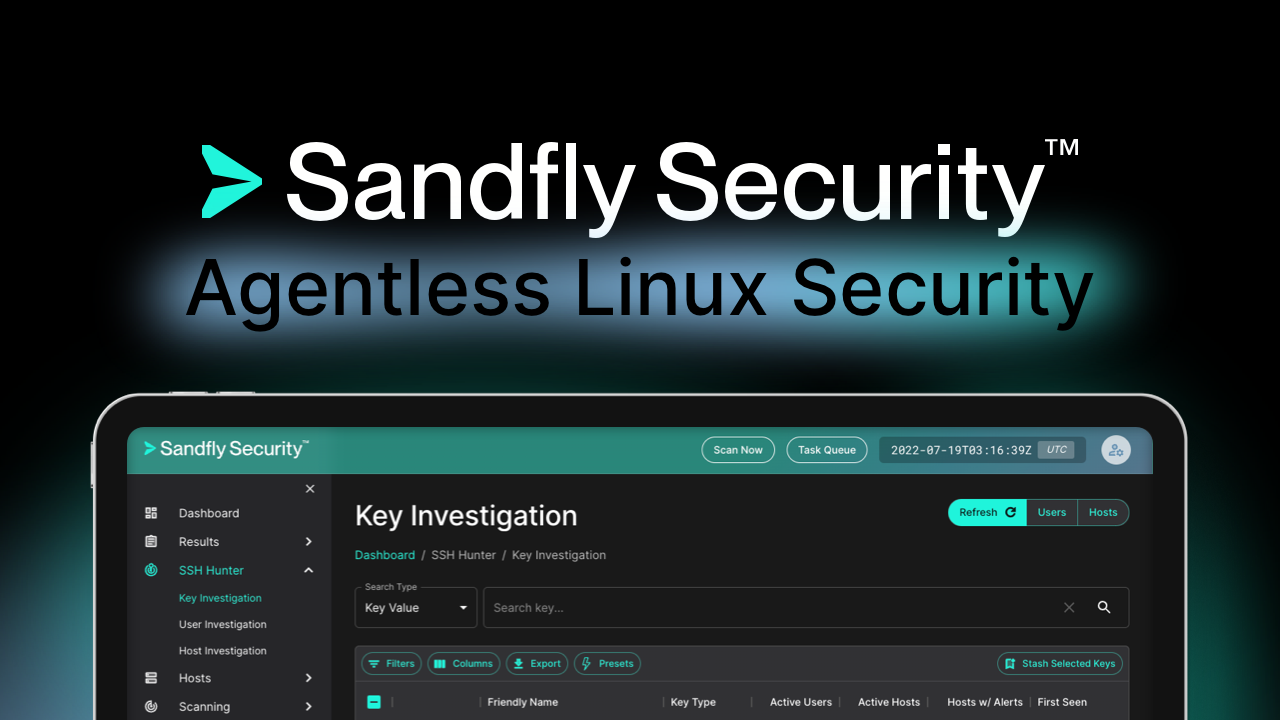 Sandfly Security™
Agentless Linux Security
Sandfly Security™
Scan Now
Task Queue
2022-07-19T03:16:39Z UTC
Dashboard
Results
SSH Hunter
Key Investigation
User Investigation
Host Investigation
Hosts
Scanning
Key Investigation
Refresh
Users
Hosts
Dashboard / SSH Hunter / Key Investigation
Search Type
Key Value
Search key...
Filters
Columns
Export
Presets
Stash Selected Keys
Friendly Name
Key Type
Active Users
Active Hosts
Hosts w/ Alerts
First Seen